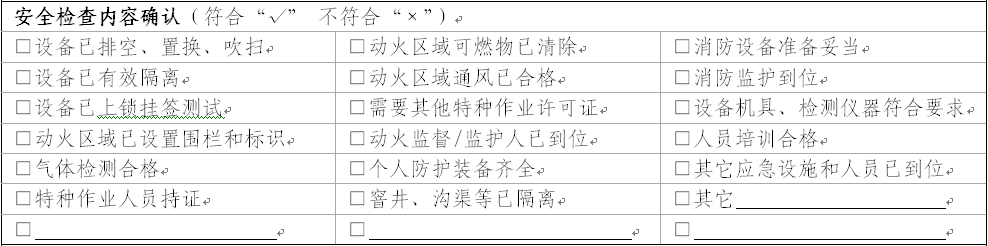 安全检查内容确认（符合“√” 不符合“×”）
□设备已排空、置换、吹扫 □动火区域可燃物已清除 □消防设备准备妥当
□设备已有效隔离 □动火区域通风已合格 □消防监护到位
□设备已上锁挂签测试 □需要其他特种作业许可证 □设备机具、检测仪器符合要求
□动火区域已设置围栏和标识 □动火监督/监护人已到位 □人员培训合格
□气体检测合格 □个人防护装备齐全 □其它应急设施和人员已到位
□特种作业人员持证 □窨井、沟渠等已隔离 □其它
□ □ □